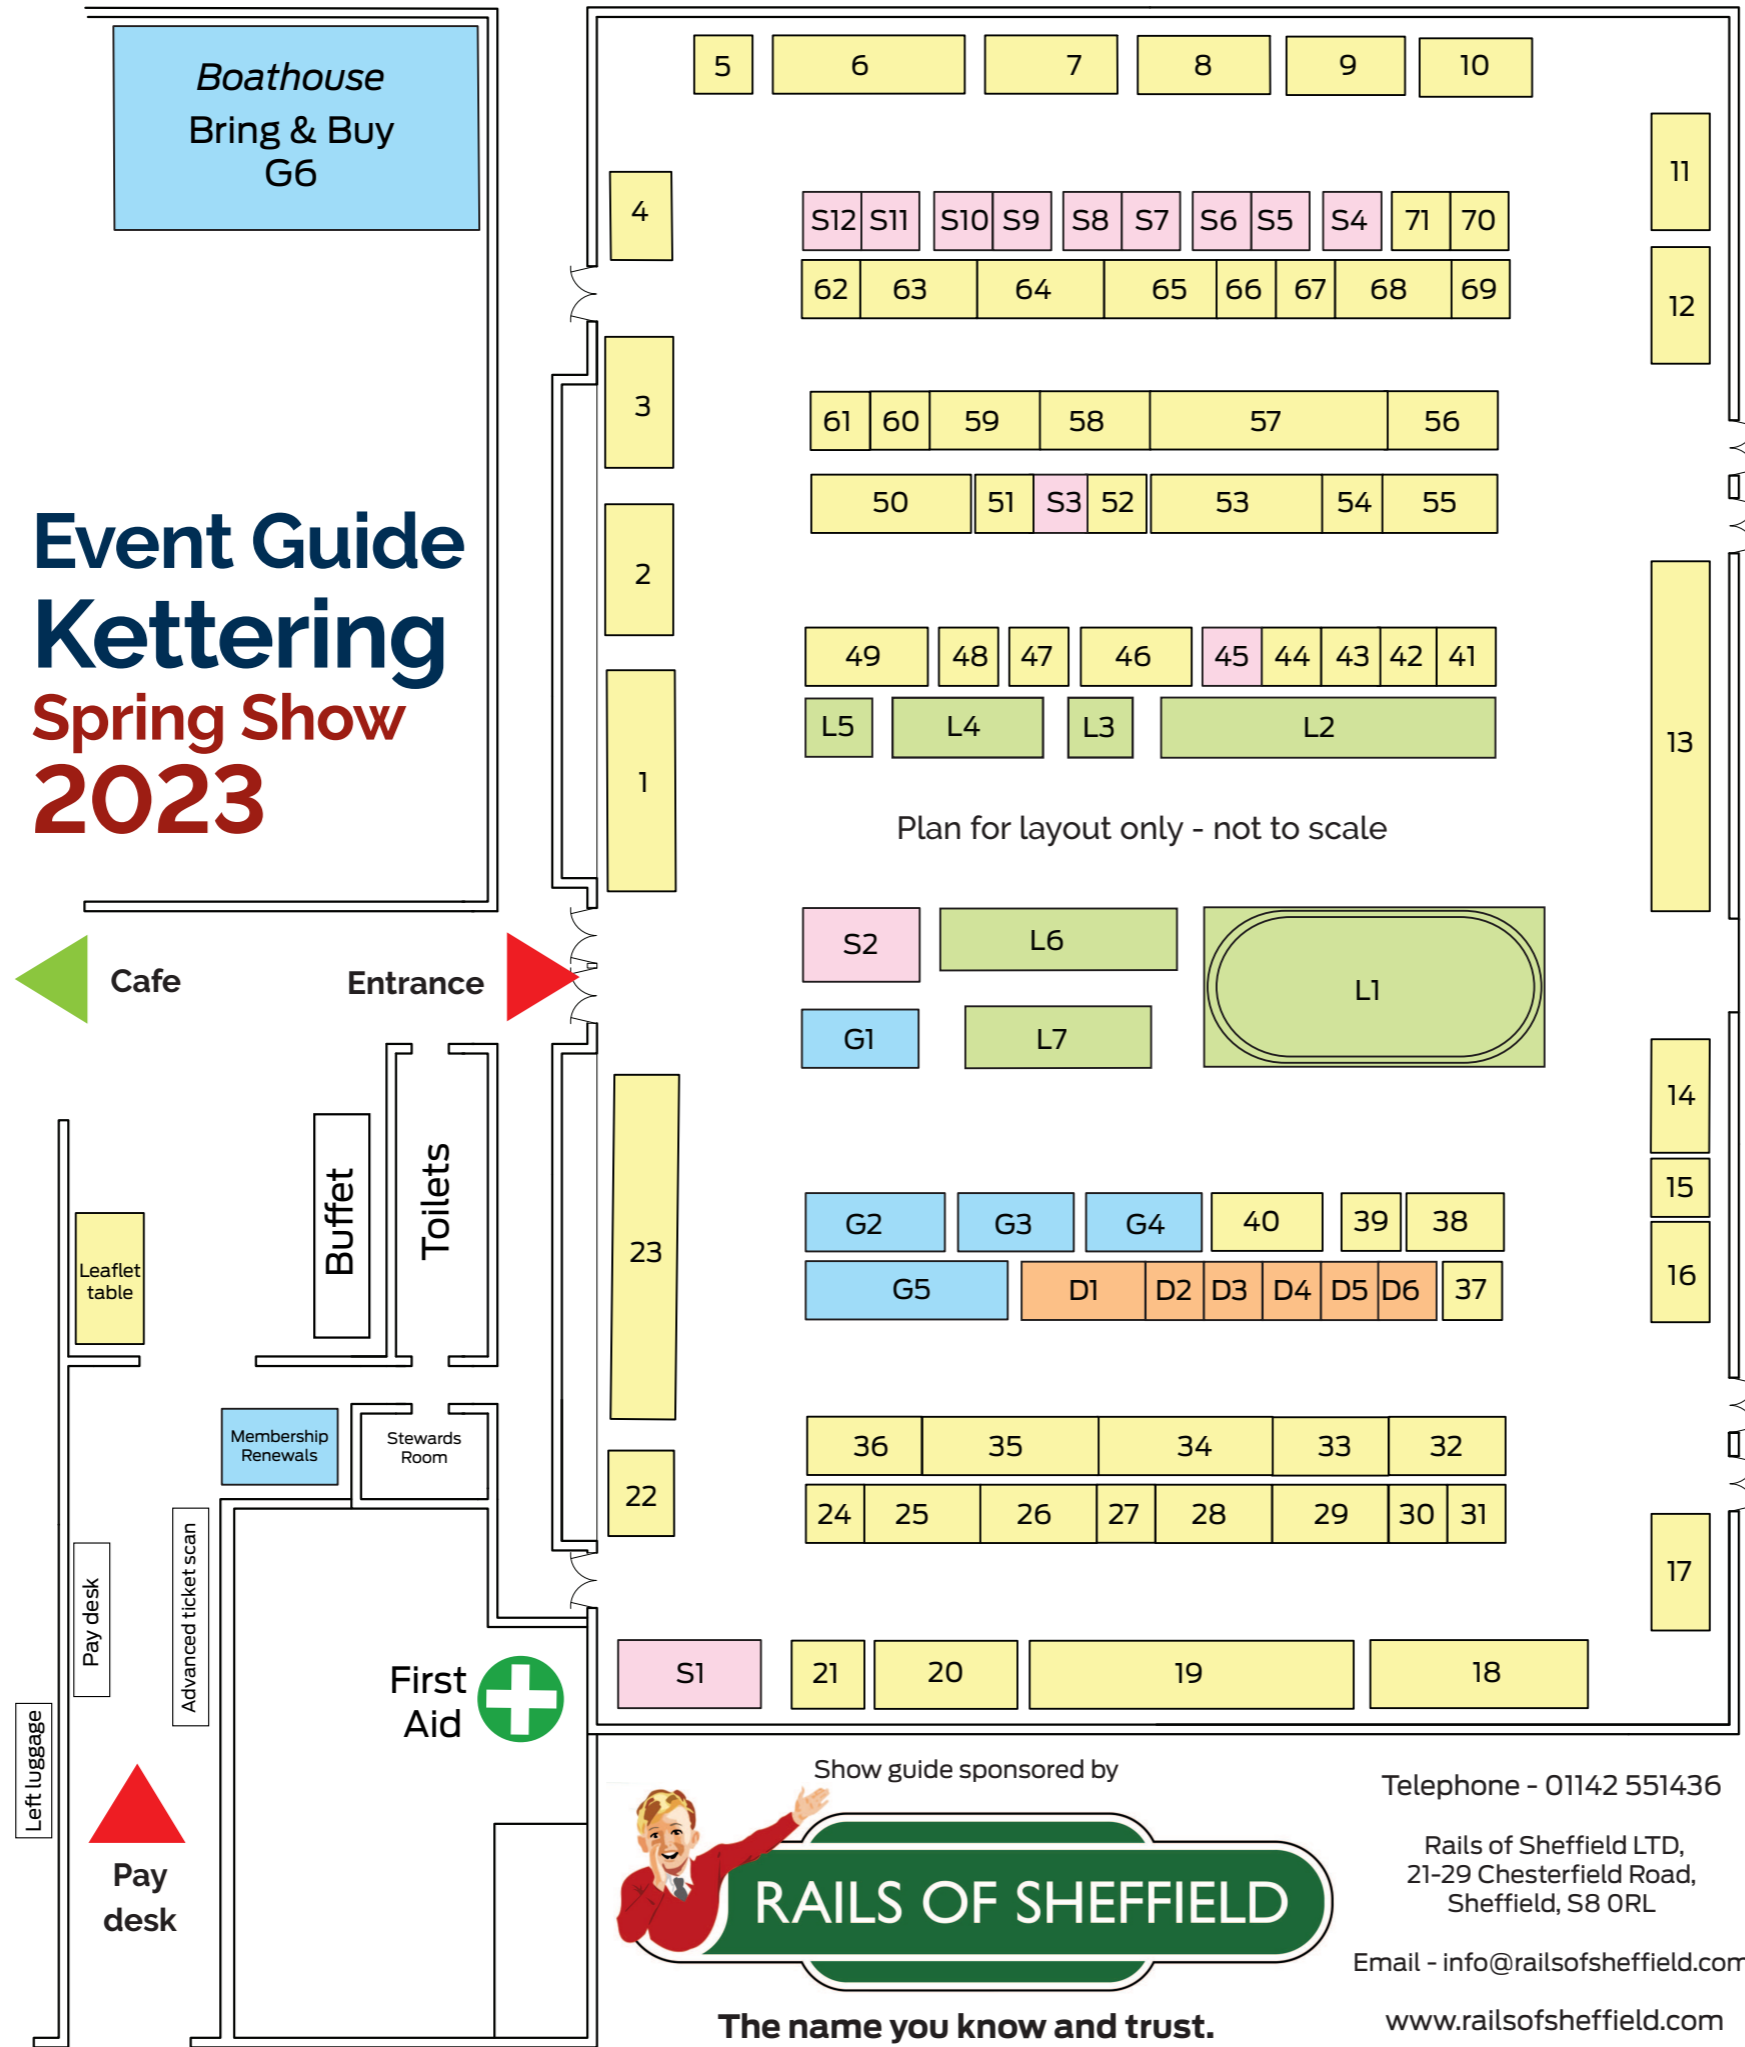 Boathouse
Bring & Buy
G6
5 6 7 8 9 10
11
4
S12 S11 S10 S9 S8 S7 S6 S5 S4 71 70
62 63 64 65 66 67 68 69
12
3
61 60 59 58 57 56
50 51 S3 52 53 54 55
Event Guide
Kettering
Spring Show
2023
2
49 48 47 46 45 44 43 42 41
L5 L4 L3 L2
13
1
Plan for layout only - not to scale
Cafe
Entrance
S2 L6
L1
G1 L7
14
15
16
Buffet
Toilets
23
G2 G3 G4 40 39 38
G5 D1 D2 D3 D4 D5 D6 37
Leaflet
table
Membership
Renewals
Stewards
Room
36 35 34 33 32
22
24 25 26 27 28 29 30 31
17
Pay desk
Advanced ticket scan
Left luggage
First
Aid
S1 21 20 19 18
Pay
desk
Show guide sponsored by
RAILS OF SHEFFIELD
The name you know and trust.
Telephone - 01142 551436
Rails of Sheffield LTD,
21-29 Chesterfield Road,
Sheffield, S8 0RL
Email - info@railsofsheffield.com
www.railsofsheffield.com